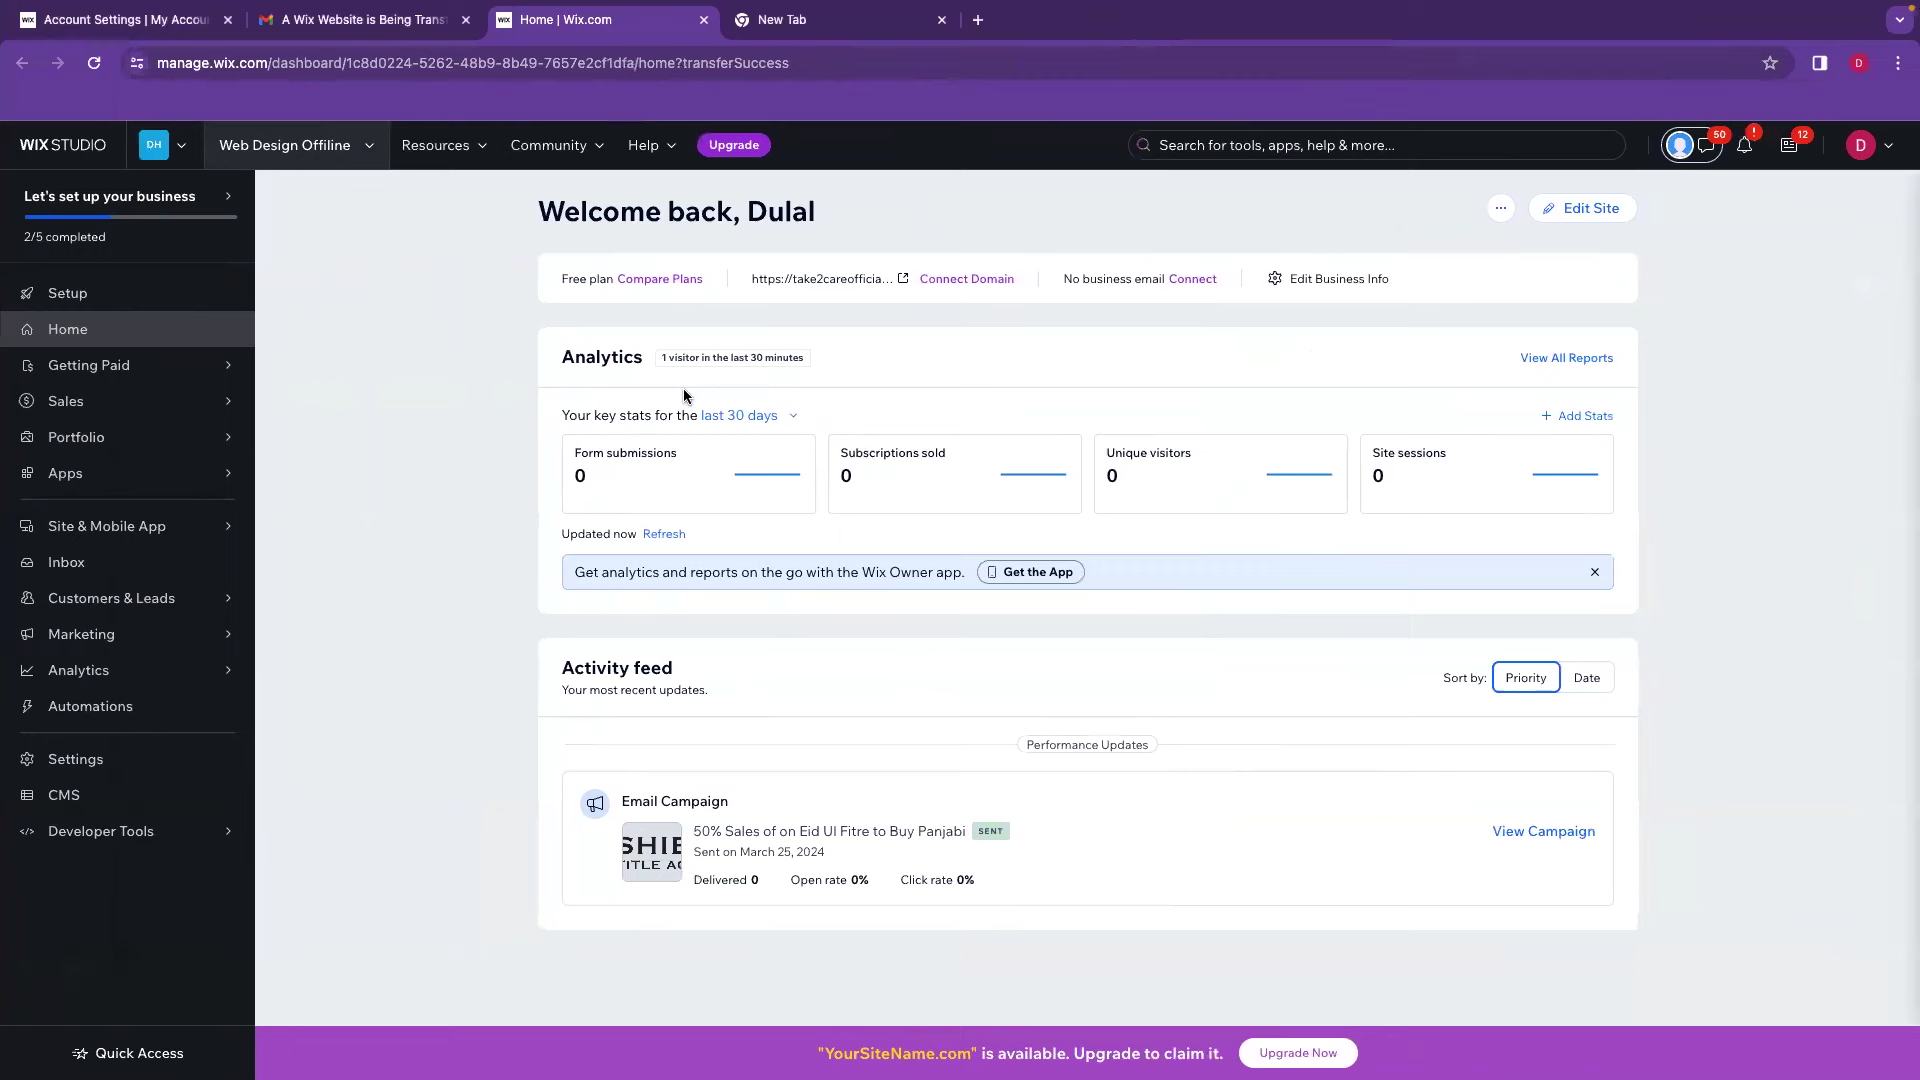 Account Settings | My Accou
A Wix Website is Being Trans
Home | Wix.com
New Tab
manage.wix.com/dashboard/1c8d0224-5262-48b9-8b49-7657e2cf1dfa/home?transferSuccess
D
WIX STUDIO
DH
Web Design Offiline
Resources
Community
Help
Upgrade
Search for tools, apps, help & more...
50
!
12
D
Let's set up your business
2/5 completed
Setup
Home
Getting Paid
Sales
Portfolio
Apps
Site & Mobile App
Inbox
Customers & Leads
Marketing
Analytics
Automations
Settings
CMS
Developer Tools
Quick Access
Welcome back, Dulal
Edit Site
Free plan Compare Plans
https://take2careofficia... Connect Domain
No business email Connect
Edit Business Info
Analytics 1 visitor in the last 30 minutes
View All Reports
Your key stats for the last 30 days
+ Add Stats
Form submissions
0
Subscriptions sold
0
Unique visitors
0
Site sessions
0
Updated now Refresh
Get analytics and reports on the go with the Wix Owner app. Get the App
Activity feed
Your most recent updates.
Sort by: Priority Date
Performance Updates
Email Campaign
SHIE
TITLE AC
50% Sales of on Eid Ul Fitre to Buy Panjabi SENT
Sent on March 25, 2024
Delivered 0 Open rate 0% Click rate 0%
View Campaign
"YourSiteName.com" is available. Upgrade to claim it. Upgrade Now